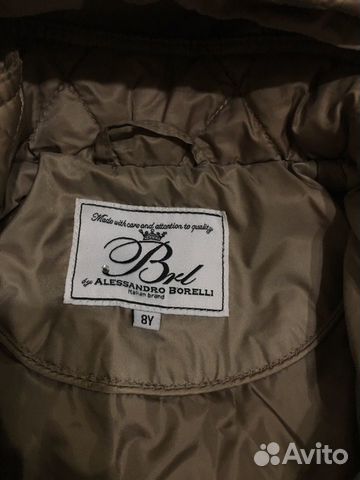 Made with care and attention to quality
Brl
by ALESSANDRO BORELLI
Italian brand
8Y
Avito